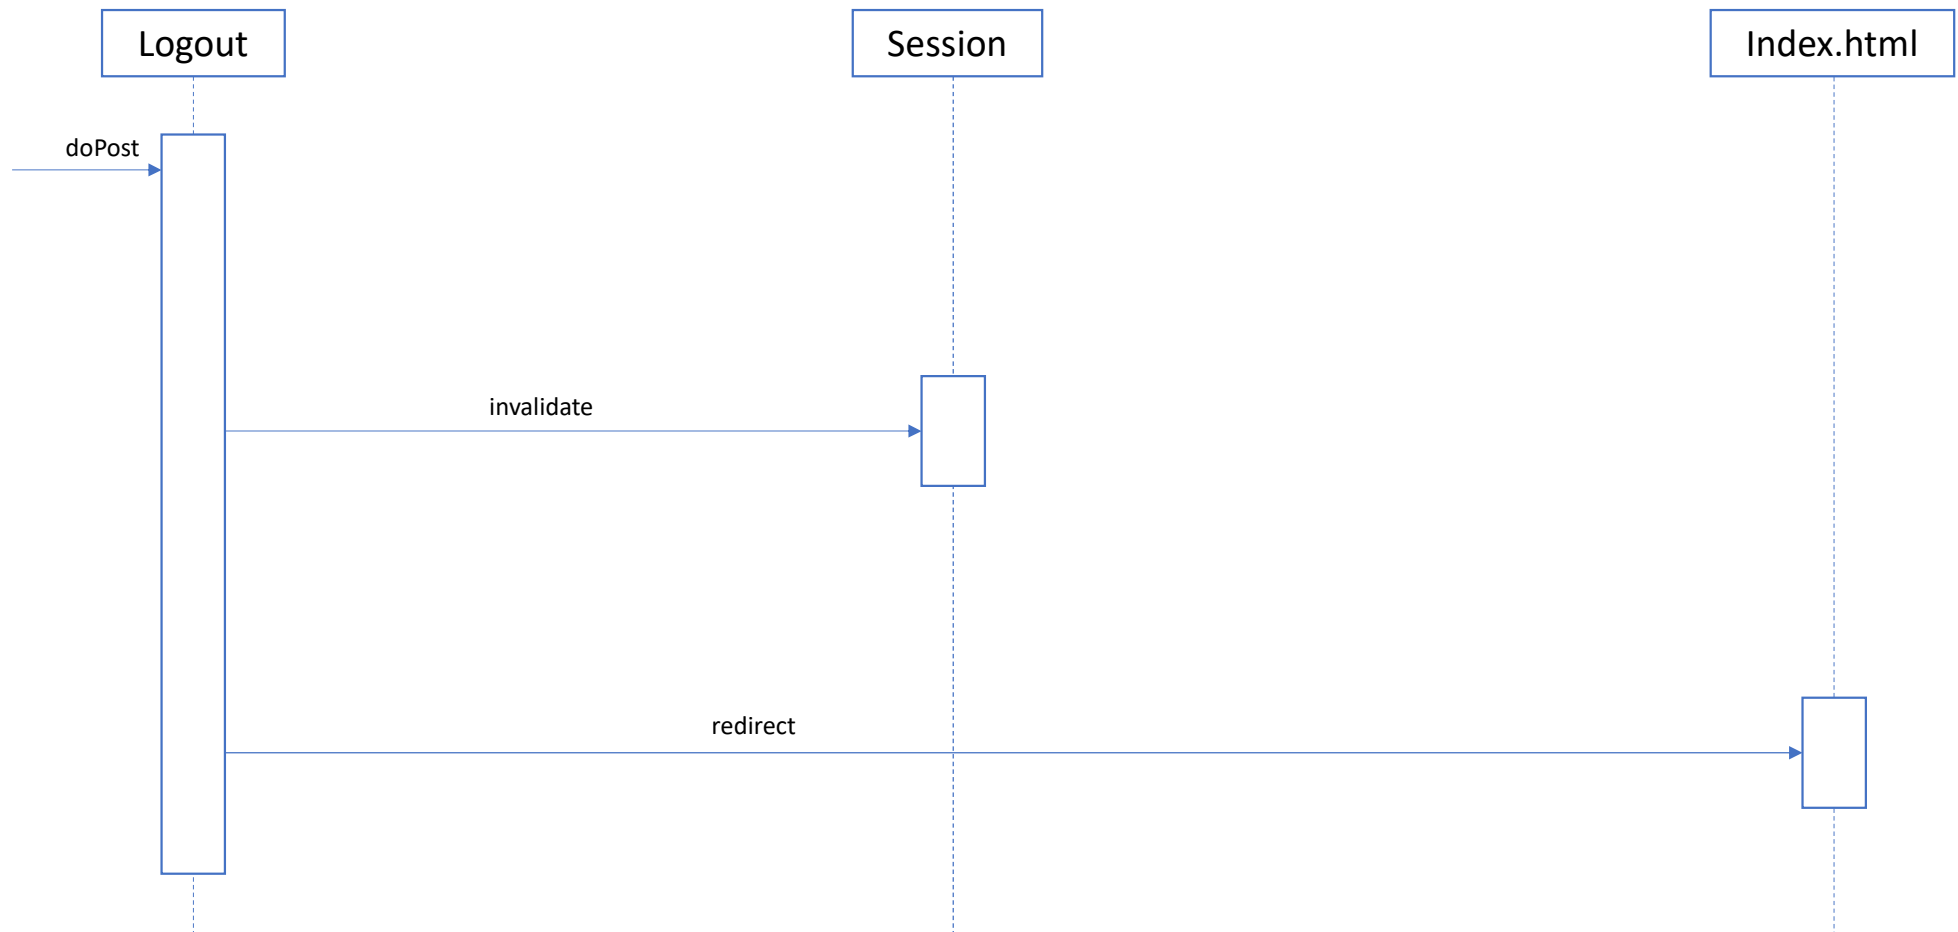 Logout
Session
Index.html
doPost
invalidate
redirect